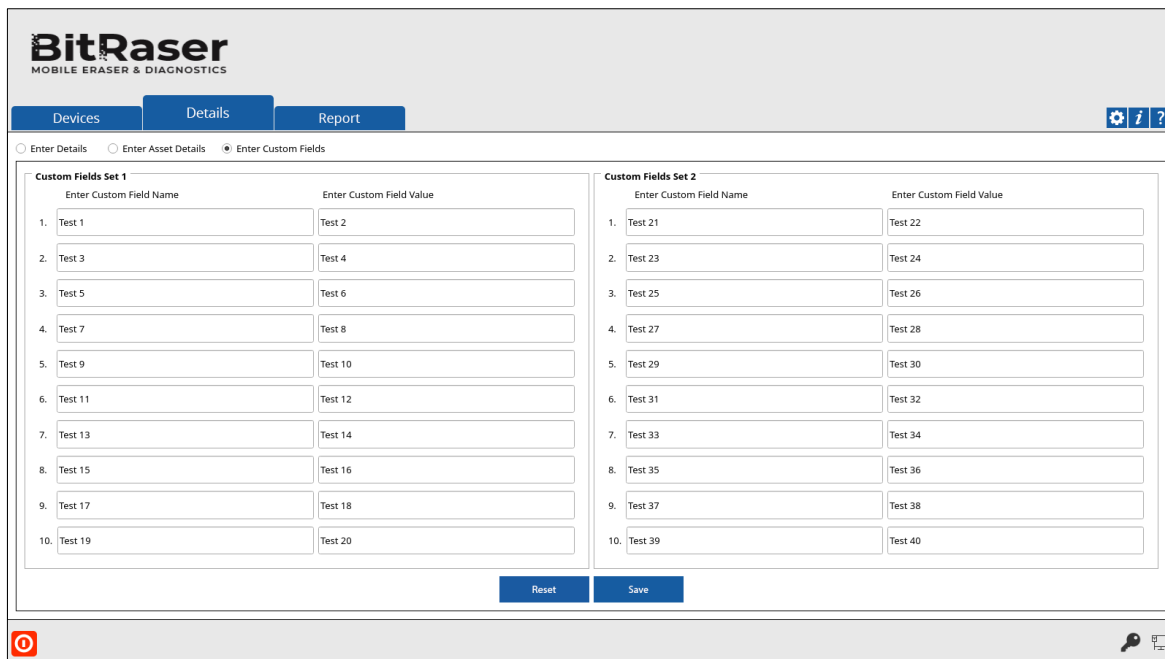 BitRaser
MOBILE ERASER & DIAGNOSTICS
Devices Details Report
i ?
Enter Details Enter Asset Details Enter Custom Fields
Custom Fields Set 1 Custom Fields Set 2
Enter Custom Field Name Enter Custom Field Value Enter Custom Field Name Enter Custom Field Value
1. Test 1 Test 2 1. Test 21 Test 22
2. Test 3 Test 4 2. Test 23 Test 24
3. Test 5 Test 6 3. Test 25 Test 26
4. Test 7 Test 8 4. Test 27 Test 28
5. Test 9 Test 10 5. Test 29 Test 30
6. Test 11 Test 12 6. Test 31 Test 32
7. Test 13 Test 14 7. Test 33 Test 34
8. Test 15 Test 16 8. Test 35 Test 36
9. Test 17 Test 18 9. Test 37 Test 38
10. Test 19 Test 20 10. Test 39 Test 40
Reset Save